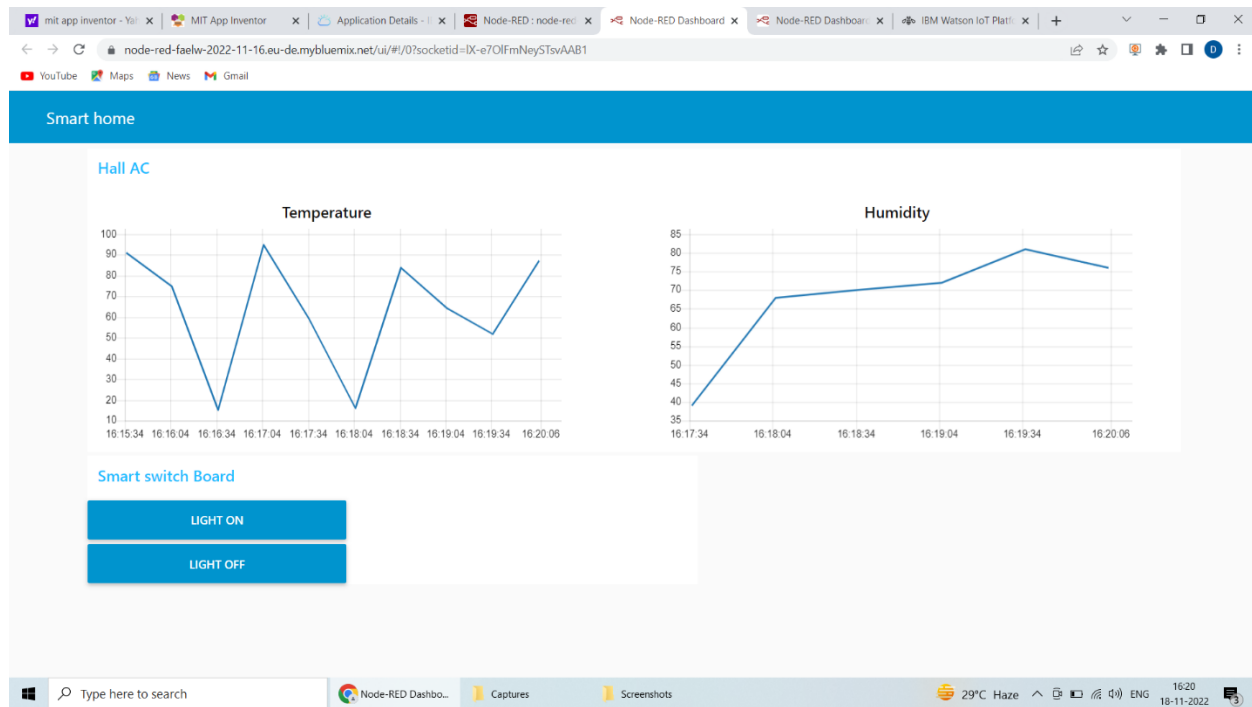 mit app inventor - Yah
MIT App Inventor
Application Details - I
Node-RED : node-red
Node-RED Dashboard
Node-RED Dashboard
IBM Watson IoT Platf
node-red-faelw-2022-11-16.eu-de.mybluemix.net/ui/#!/0?socketid=lX-e7OlFmNeySTsvAAB1
D
YouTube
Maps
News
Gmail
Smart home
Hall AC
Temperature
100
90
80
70
60
50
40
30
20
10
16:15:34 16:16:04 16:16:34 16:17:04 16:17:34 16:18:04 16:18:34 16:19:04 16:19:34 16:20:06
Humidity
85
80
75
70
65
60
55
50
45
40
35
16:17:34 16:18:04 16:18:34 16:19:04 16:19:34 16:20:06
Smart switch Board
LIGHT ON
LIGHT OFF
Type here to search
Node-RED Dashbo...
Captures
Screenshots
29°C Haze
ENG
16:20
18-11-2022
3